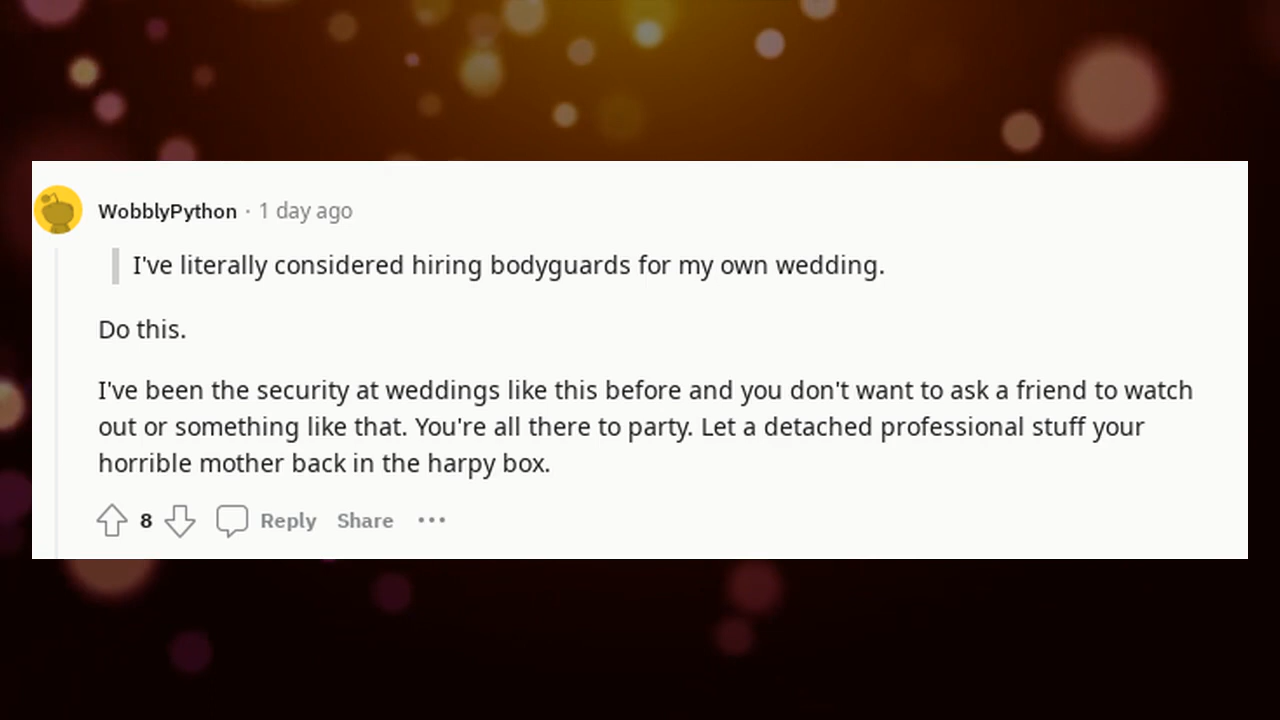 WobblyPython · 1 day ago
I've literally considered hiring bodyguards for my own wedding.
Do this.
I've been the security at weddings like this before and you don't want to ask a friend to watch
out or something like that. You're all there to party. Let a detached professional stuff your
horrible mother back in the harpy box.
8 Reply Share ···